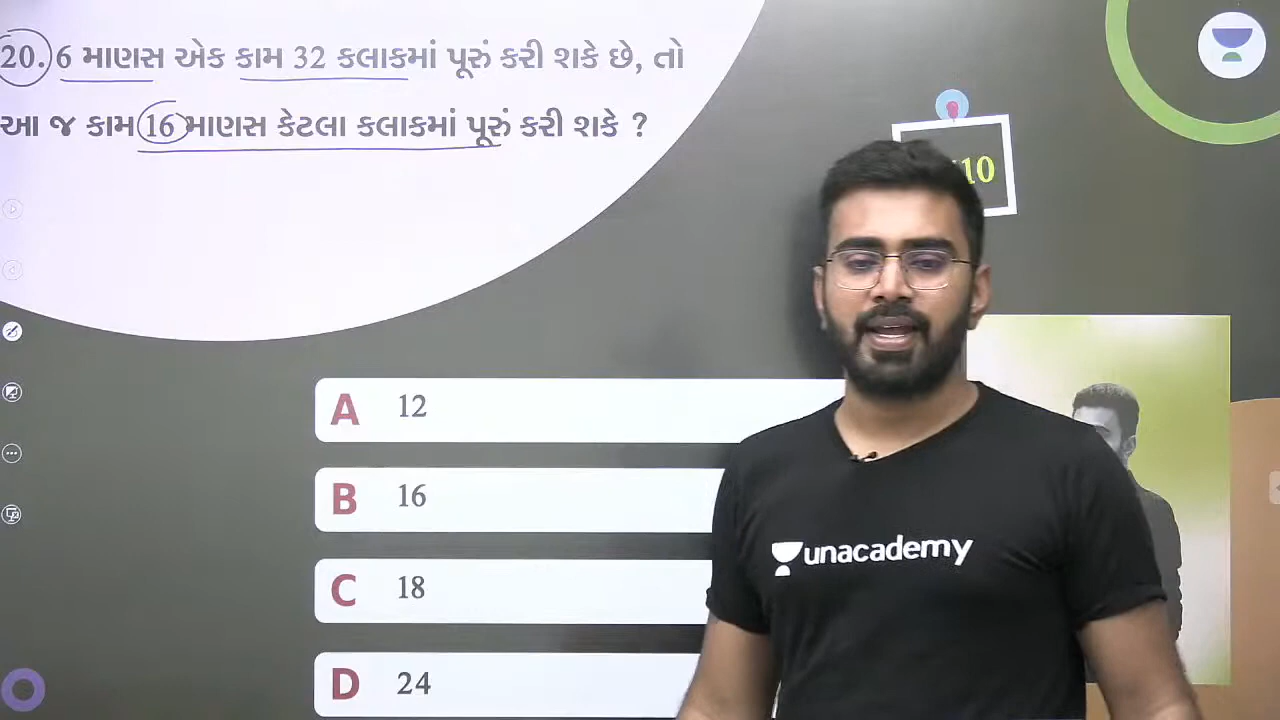 20. 6 માણસ એક કામ 32 કલાકમાં પૂરું કરી શકે છે, તો
આ જ કામ 16 માણસ કેટલા કલાકમાં પૂરું કરી શકે ?
10
A 12
B 16
C 18
D 24
unacademy